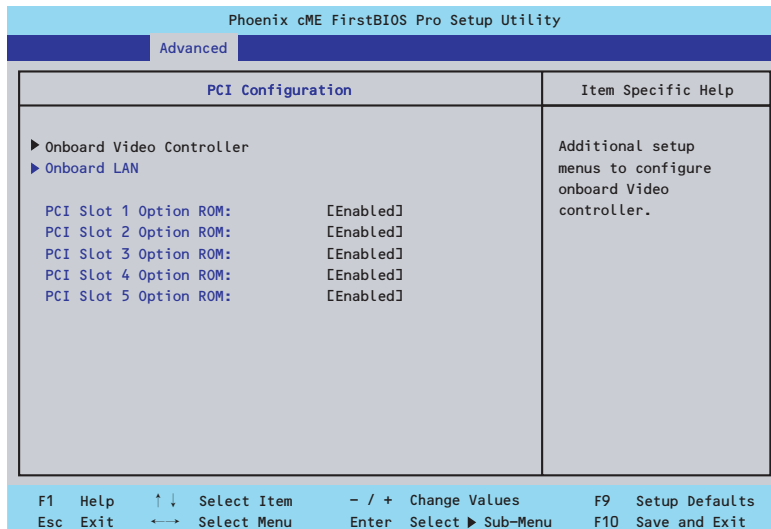 Phoenix cME FirstBIOS Pro Setup Utility
Advanced
PCI Configuration
Item Specific Help
▶ Onboard Video Controller
▶ Onboard LAN
PCI Slot 1 Option ROM: [Enabled]
PCI Slot 2 Option ROM: [Enabled]
PCI Slot 3 Option ROM: [Enabled]
PCI Slot 4 Option ROM: [Enabled]
PCI Slot 5 Option ROM: [Enabled]
Additional setup
menus to configure
onboard Video
controller.
F1 Help ↑↓ Select Item - / + Change Values F9 Setup Defaults
Esc Exit ←→ Select Menu Enter Select ▶ Sub-Menu F10 Save and Exit